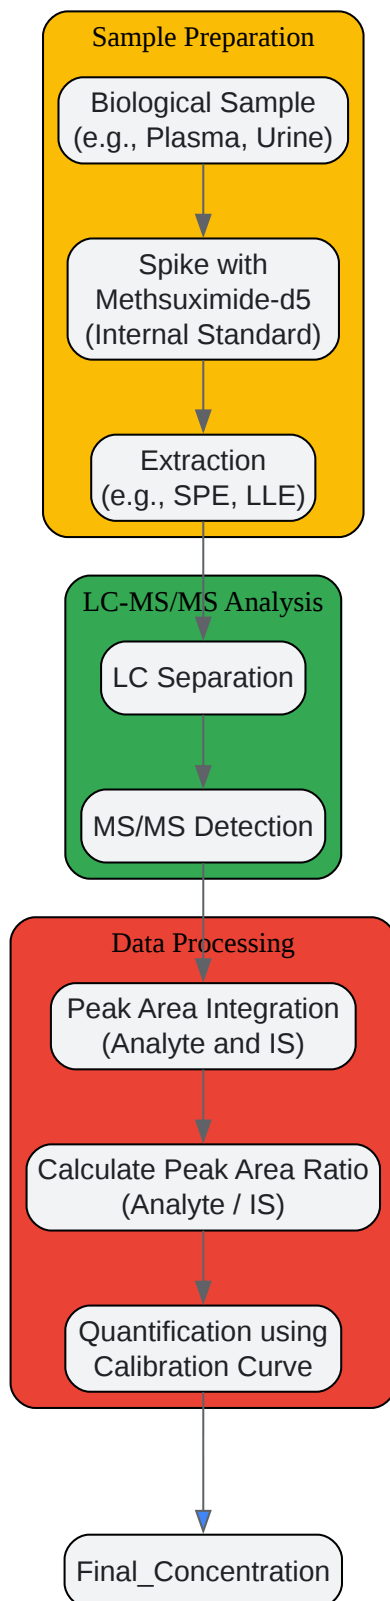 Sample Preparation
Biological Sample
(e.g., Plasma, Urine)
Spike with
Methsuximide-d5
(Internal Standard)
Extraction
(e.g., SPE, LLE)
LC-MS/MS Analysis
LC Separation
MS/MS Detection
Data Processing
Peak Area Integration
(Analyte and IS)
Calculate Peak Area Ratio
(Analyte / IS)
Quantification using
Calibration Curve
Final_Concentration